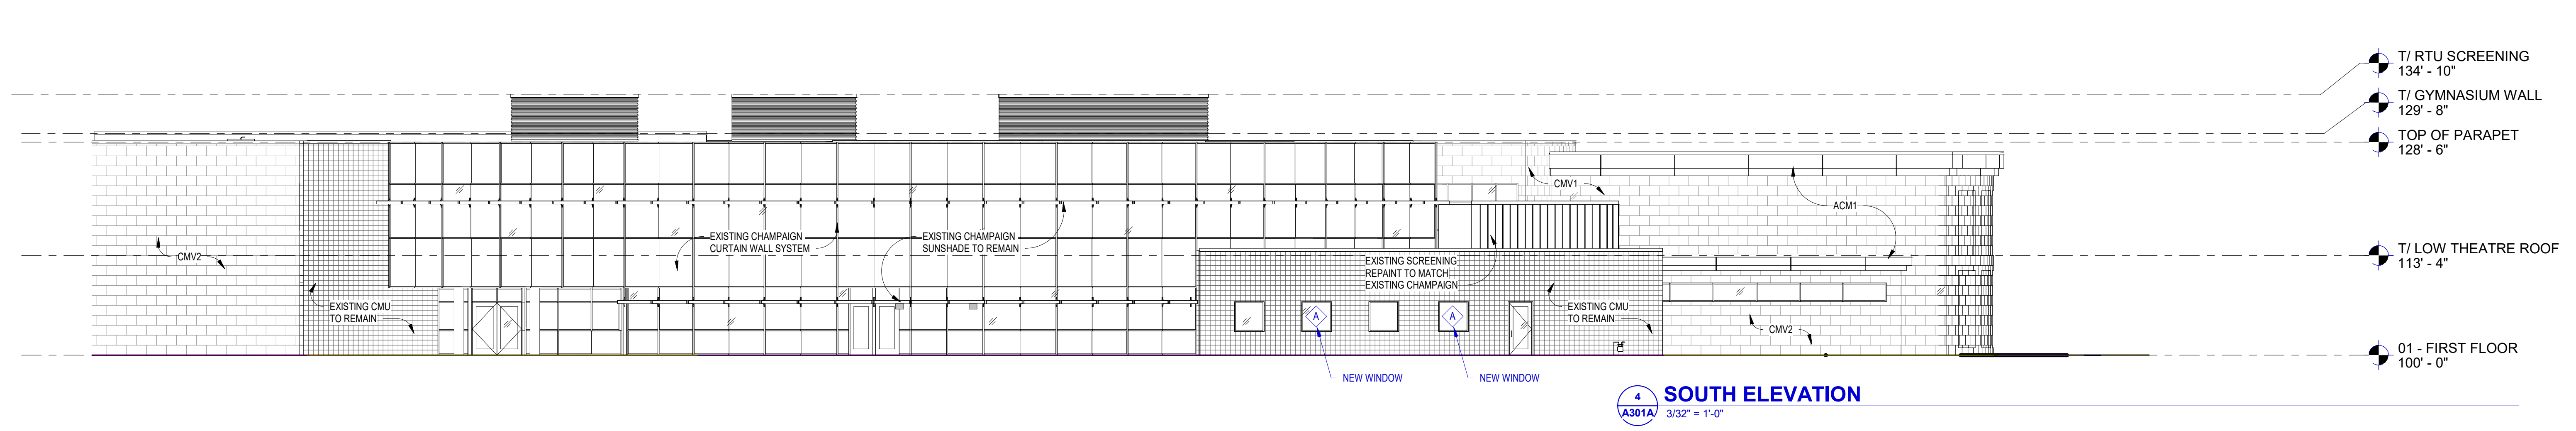 T/ RTU SCREENING
134' - 10"
T/ GYMNASIUM WALL
129' - 8"
TOP OF PARAPET
128' - 6"
CMV1
ACM1
EXISTING CHAMPAIGN
CURTAIN WALL SYSTEM
EXISTING CHAMPAIGN
SUNSHADE TO REMAIN
CMV2
EXISTING SCREENING
REPAINT TO MATCH
EXISTING CHAMPAIGN
T/ LOW THEATRE ROOF
113' - 4"
EXISTING CMU
TO REMAIN
A
A
EXISTING CMU
TO REMAIN
CMV2
01 - FIRST FLOOR
100' - 0"
NEW WINDOW
NEW WINDOW
4
A301A
SOUTH ELEVATION
3/32" = 1'-0"